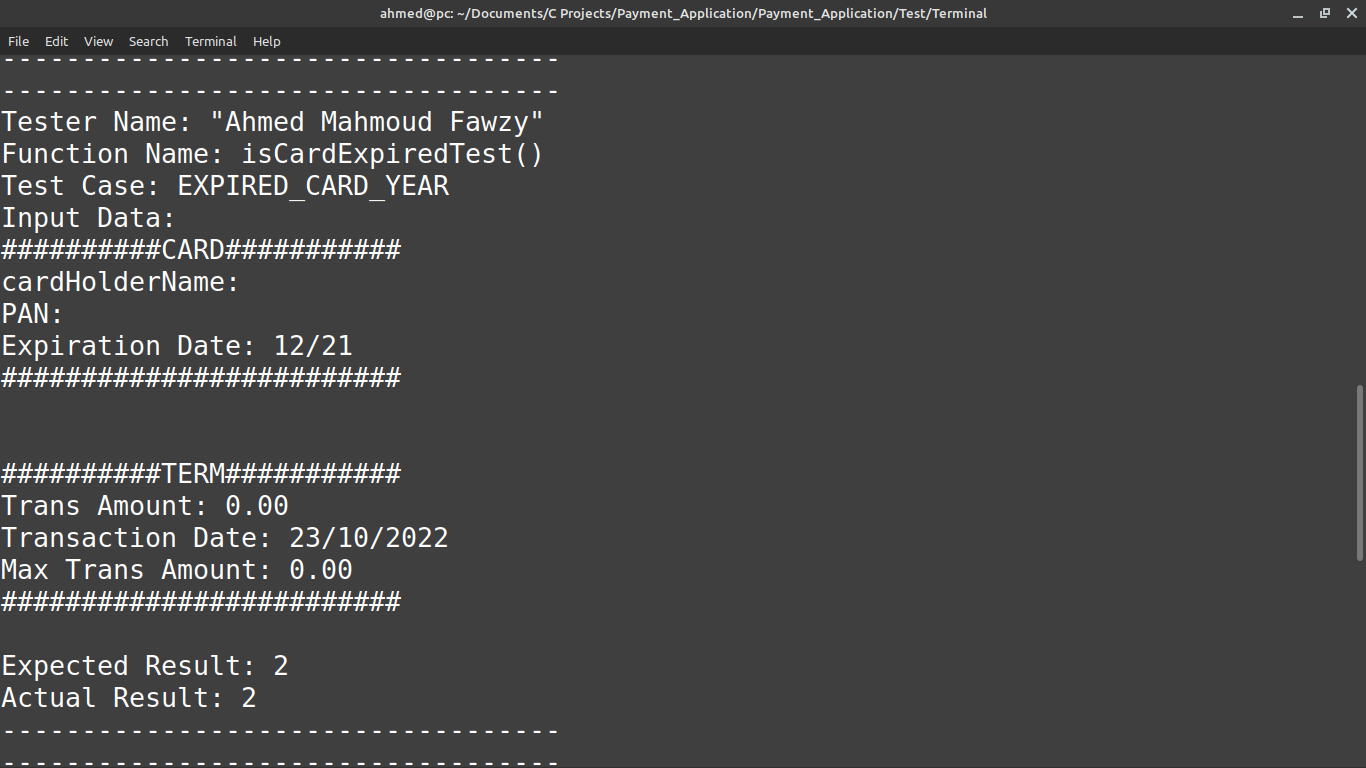 ahmed@pc: ~/Documents/C Projects/Payment_Application/Payment_Application/Test/Terminal
File Edit View Search Terminal Help
-----------------------------------
-----------------------------------
Tester Name: "Ahmed Mahmoud Fawzy"
Function Name: isCardExpiredTest()
Test Case: EXPIRED_CARD_YEAR
Input Data:
##########CARD###########
cardHolderName:
PAN:
Expiration Date: 12/21
#########################
##########TERM###########
Trans Amount: 0.00
Transaction Date: 23/10/2022
Max Trans Amount: 0.00
#########################
Expected Result: 2
Actual Result: 2
-----------------------------------
-----------------------------------